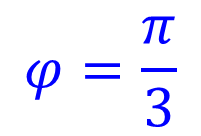 φ = π/3